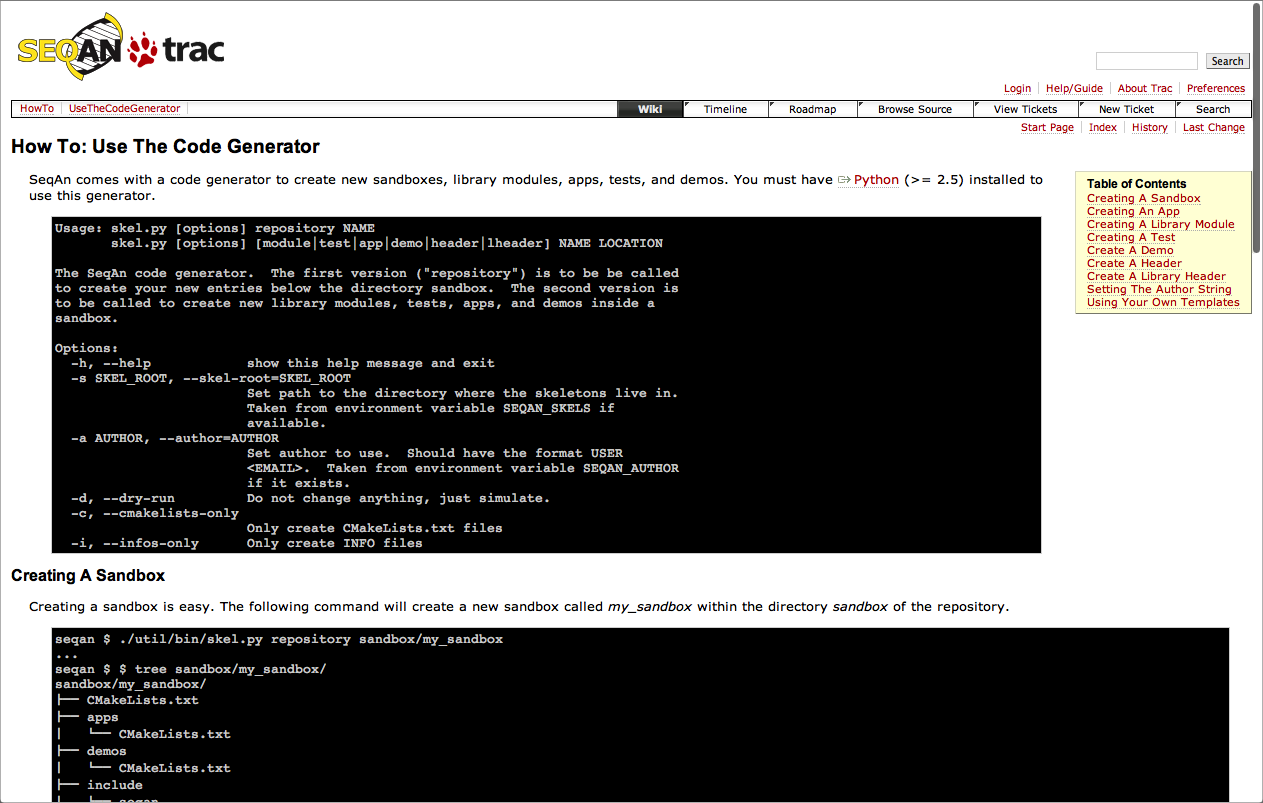 SEQAN trac
Search
Login Help/Guide About Trac Preferences
HowTo UseTheCodeGenerator Wiki Timeline Roadmap Browse Source View Tickets New Ticket Search
Start Page Index History Last Change
How To: Use The Code Generator
SeqAn comes with a code generator to create new sandboxes, library modules, apps, tests, and demos. You must have Python (>= 2.5) installed to
use this generator.
Table of Contents
Creating A Sandbox
Creating An App
Creating A Library Module
Creating A Test
Create A Demo
Create A Header
Create A Library Header
Setting The Author String
Using Your Own Templates
Usage: skel.py [options] repository NAME
       skel.py [options] [module|test|app|demo|header|lheader] NAME LOCATION
The SeqAn code generator.  The first version ("repository") is to be be called
to create your new entries below the directory sandbox.  The second version is
to be called to create new library modules, tests, apps, and demos inside a
sandbox.
Options:
  -h, --help            show this help message and exit
  -s SKEL_ROOT, --skel-root=SKEL_ROOT
                        Set path to the directory where the skeletons live in.
                        Taken from environment variable SEQAN_SKELS if
                        available.
  -a AUTHOR, --author=AUTHOR
                        Set author to use.  Should have the format USER
                        <EMAIL>.  Taken from environment variable SEQAN_AUTHOR
                        if it exists.
  -d, --dry-run         Do not change anything, just simulate.
  -c, --cmakelists-only
                        Only create CMakeLists.txt files
  -i, --infos-only      Only create INFO files
Creating A Sandbox
Creating a sandbox is easy. The following command will create a new sandbox called my_sandbox within the directory sandbox of the repository.
seqan $ ./util/bin/skel.py repository sandbox/my_sandbox
...
seqan $ $ tree sandbox/my_sandbox/
sandbox/my_sandbox/
├── CMakeLists.txt
├── apps
│   └── CMakeLists.txt
├── demos
│   └── CMakeLists.txt
├── include
│   └── seqan